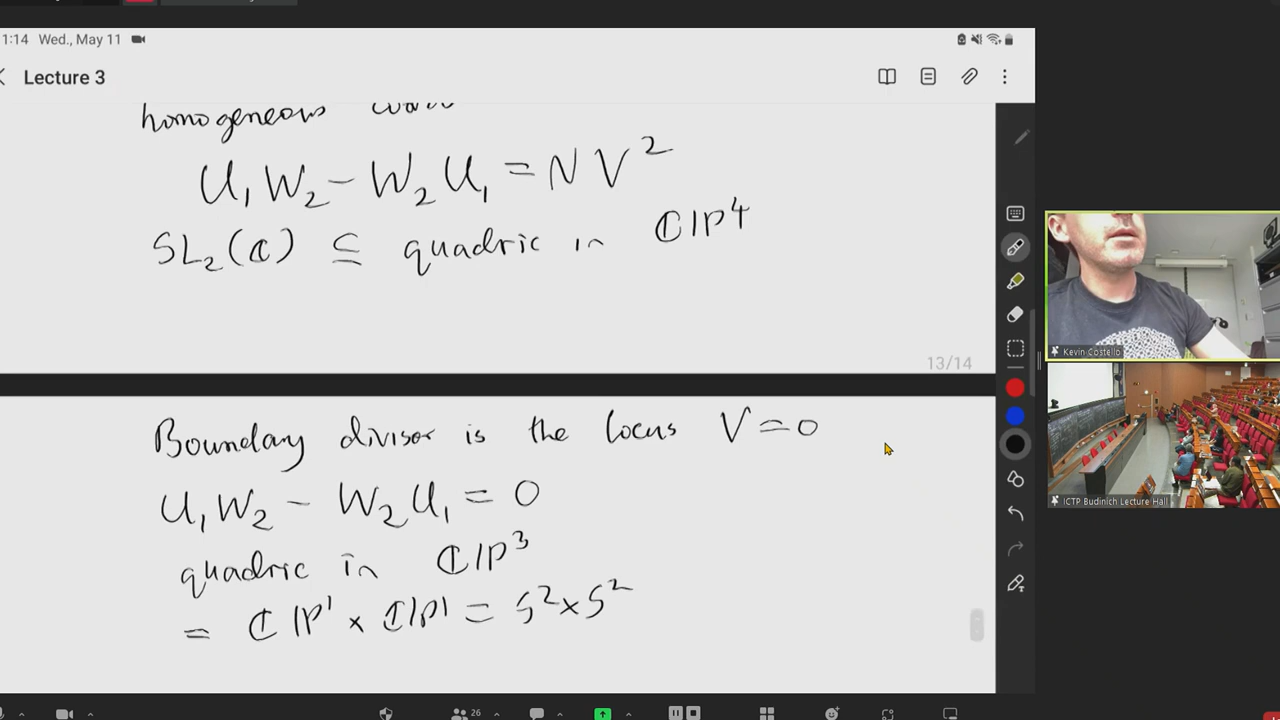 1:14 Wed., May 11
Lecture 3
homogeneous
U₁W₂ − W₂U₁ = NV²
SL₂(ℂ) ⊆ quadric in ℂℙ⁴
13/14
Boundary divisor is the locus V=0
U₁W₂ − W₂U₁ = 0
quadric in ℂℙ³
= ℂℙ¹ × ℂℙ¹ = S² × S²
Kevin Costello
ICTP Budinich Lecture Hall
26